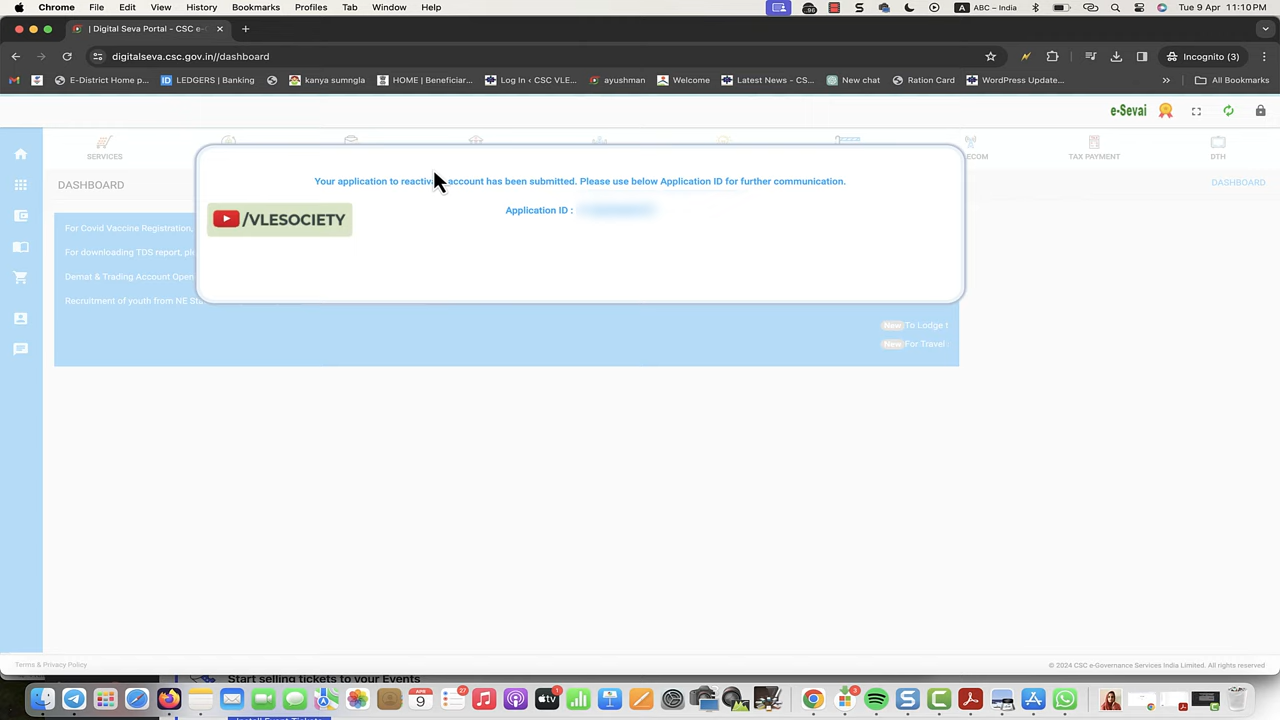 Chrome File Edit View History Bookmarks Profiles Tab Window Help ABC – India Tue 9 Apr 11:10 PM
| Digital Seva Portal - CSC e-
digitalseva.csc.gov.in//dashboard Incognito (3)
E-District Home p... LEDGERS | Banking kanya sumngla HOME | Beneficiar... Log In ‹ CSC VLE... ayushman Welcome Latest News - CS... New chat Ration Card WordPress Update... » All Bookmarks
e-Sevai
SERVICES TAX PAYMENT DTH
DASHBOARD DASHBOARD
Your application to account has been submitted. Please use below Application ID for further communication.
Application ID :
/VLESOCIETY
For Covid Vaccine Registration,
For downloading TDS report,
Demat & Trading Account
Recruitment of youth from NE
New To Lodge
New For Travel
Terms & Privacy Policy © 2024 CSC e-Governance Services India Limited. All rights reserved
Start selling tickets to your Events
Install Event Tickets